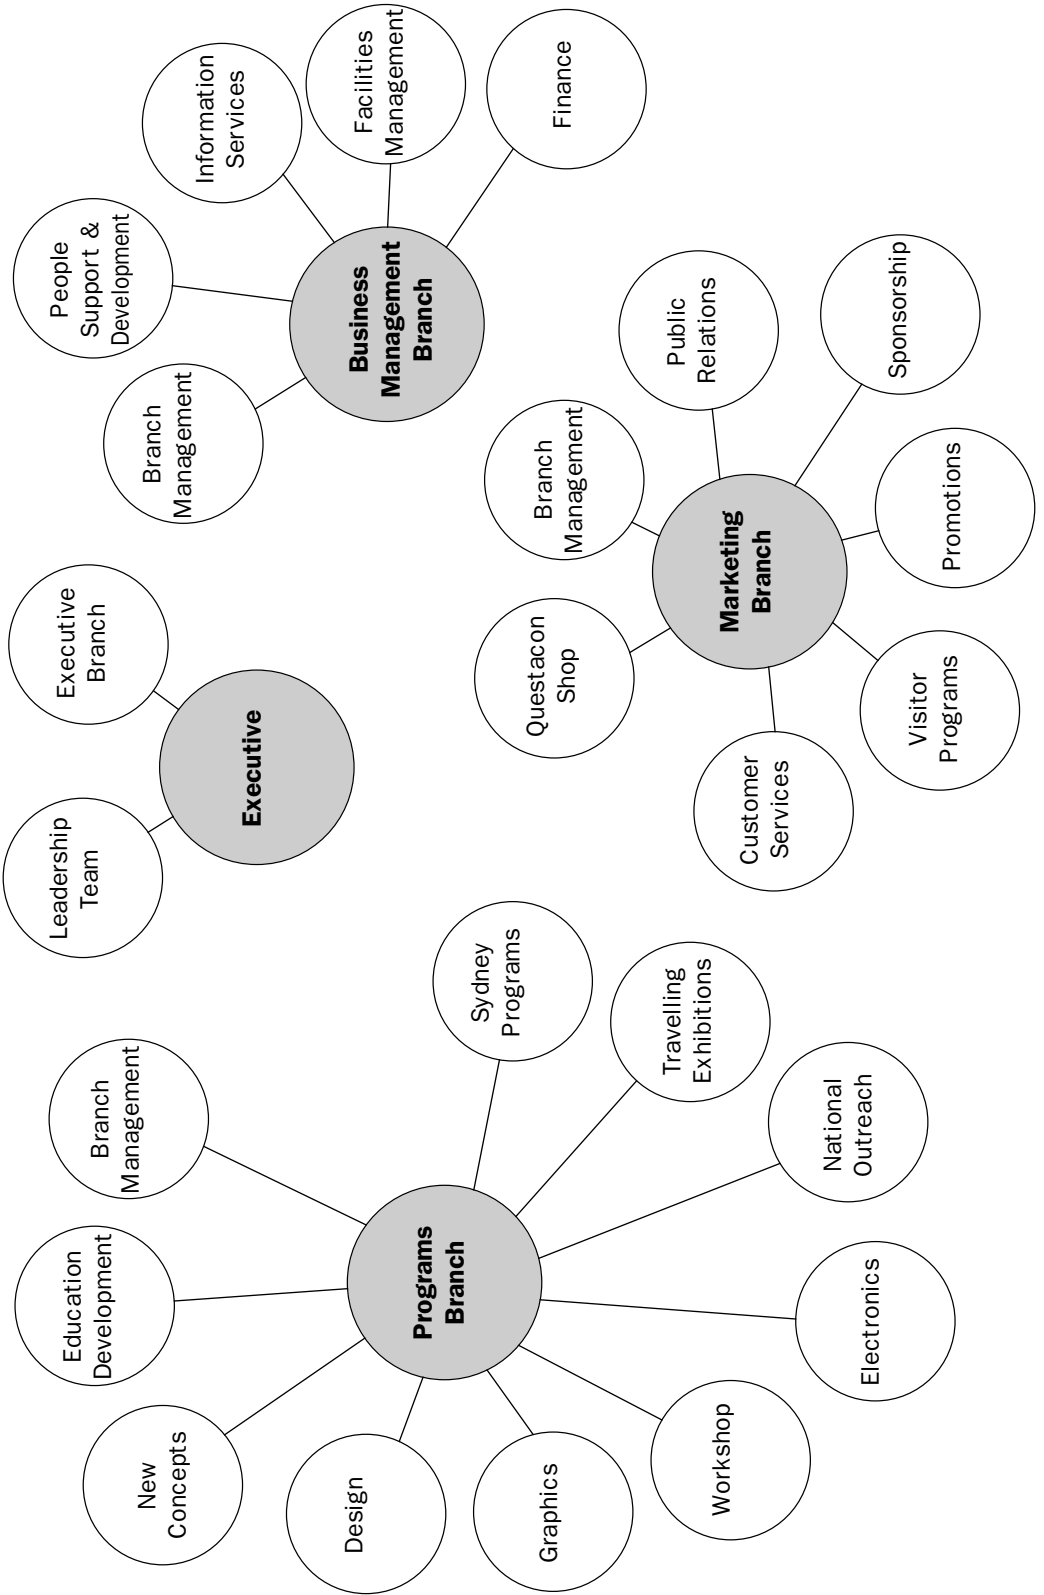 Leadership
Team
Executive
Branch
Executive
Branch
Management
People
Support &
Development
Information
Services
Facilities
Management
Finance
Business
Management
Branch
Branch
Management
Education
Development
New
Concepts
Design
Graphics
Workshop
Electronics
National
Outreach
Travelling
Exhibitions
Sydney
Programs
Programs
Branch
Questacon
Shop
Branch
Management
Public
Relations
Sponsorship
Promotions
Visitor
Programs
Customer
Services
Marketing
Branch